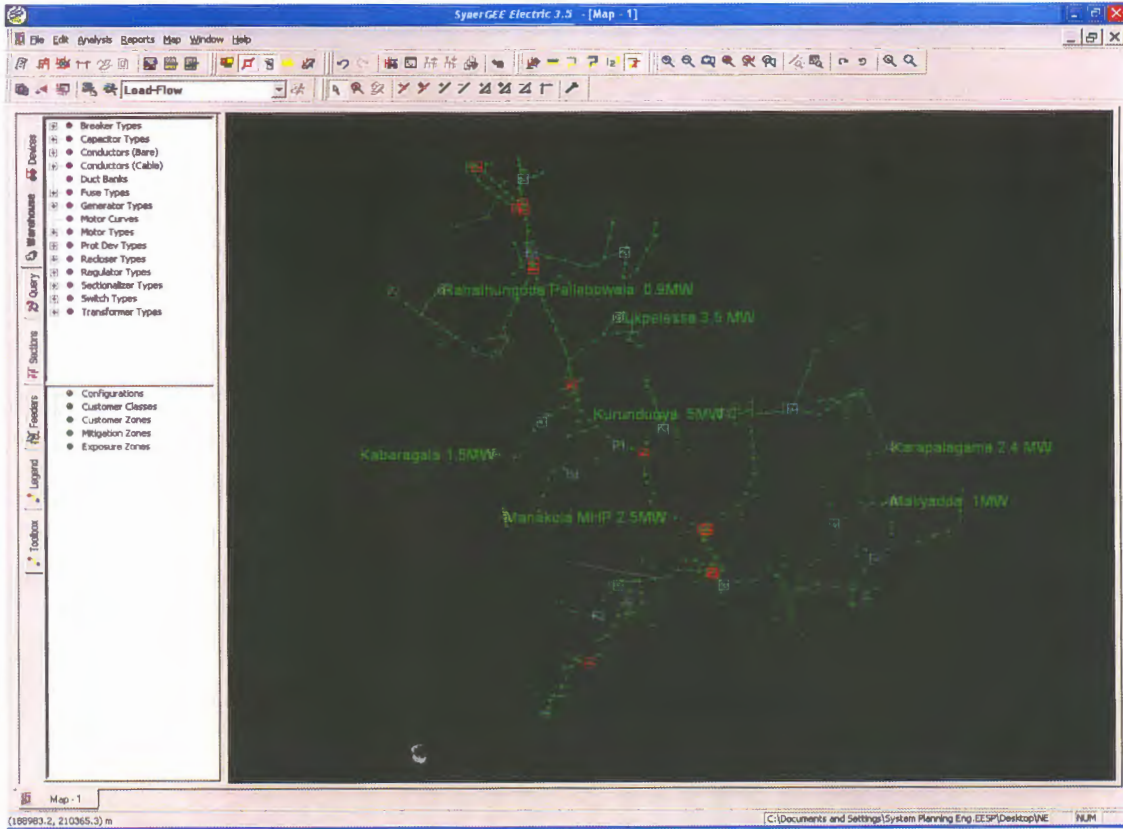 SynerGEE Electric 3.5 - [Map - 1]
File Edit Analysis Reports Map Window Help
Load-Flow
Devices
Warehouse
Query
Sections
Feeders
Legend
Toolbox
Breaker Types
Capacitor Types
Conductors (Bare)
Conductors (Cable)
Duct Banks
Fuse Types
Generator Types
Motor Curves
Motor Types
Prot Dev Types
Recloser Types
Regulator Types
Sectionalizer Types
Switch Types
Transformer Types
Configurations
Customer Classes
Customer Zones
Mitigation Zones
Exposure Zones
Pallebowala 0.9MW
3.5 MW
5MW
Kabaragala 1.5MW
Karapalagama 2.4 MW
Manakola MHP 2.5MW
1MW
Map - 1
(188983.2, 210365.3) m
C:\Documents and Settings\System Planning Eng.EESP\Desktop\NE
NUM